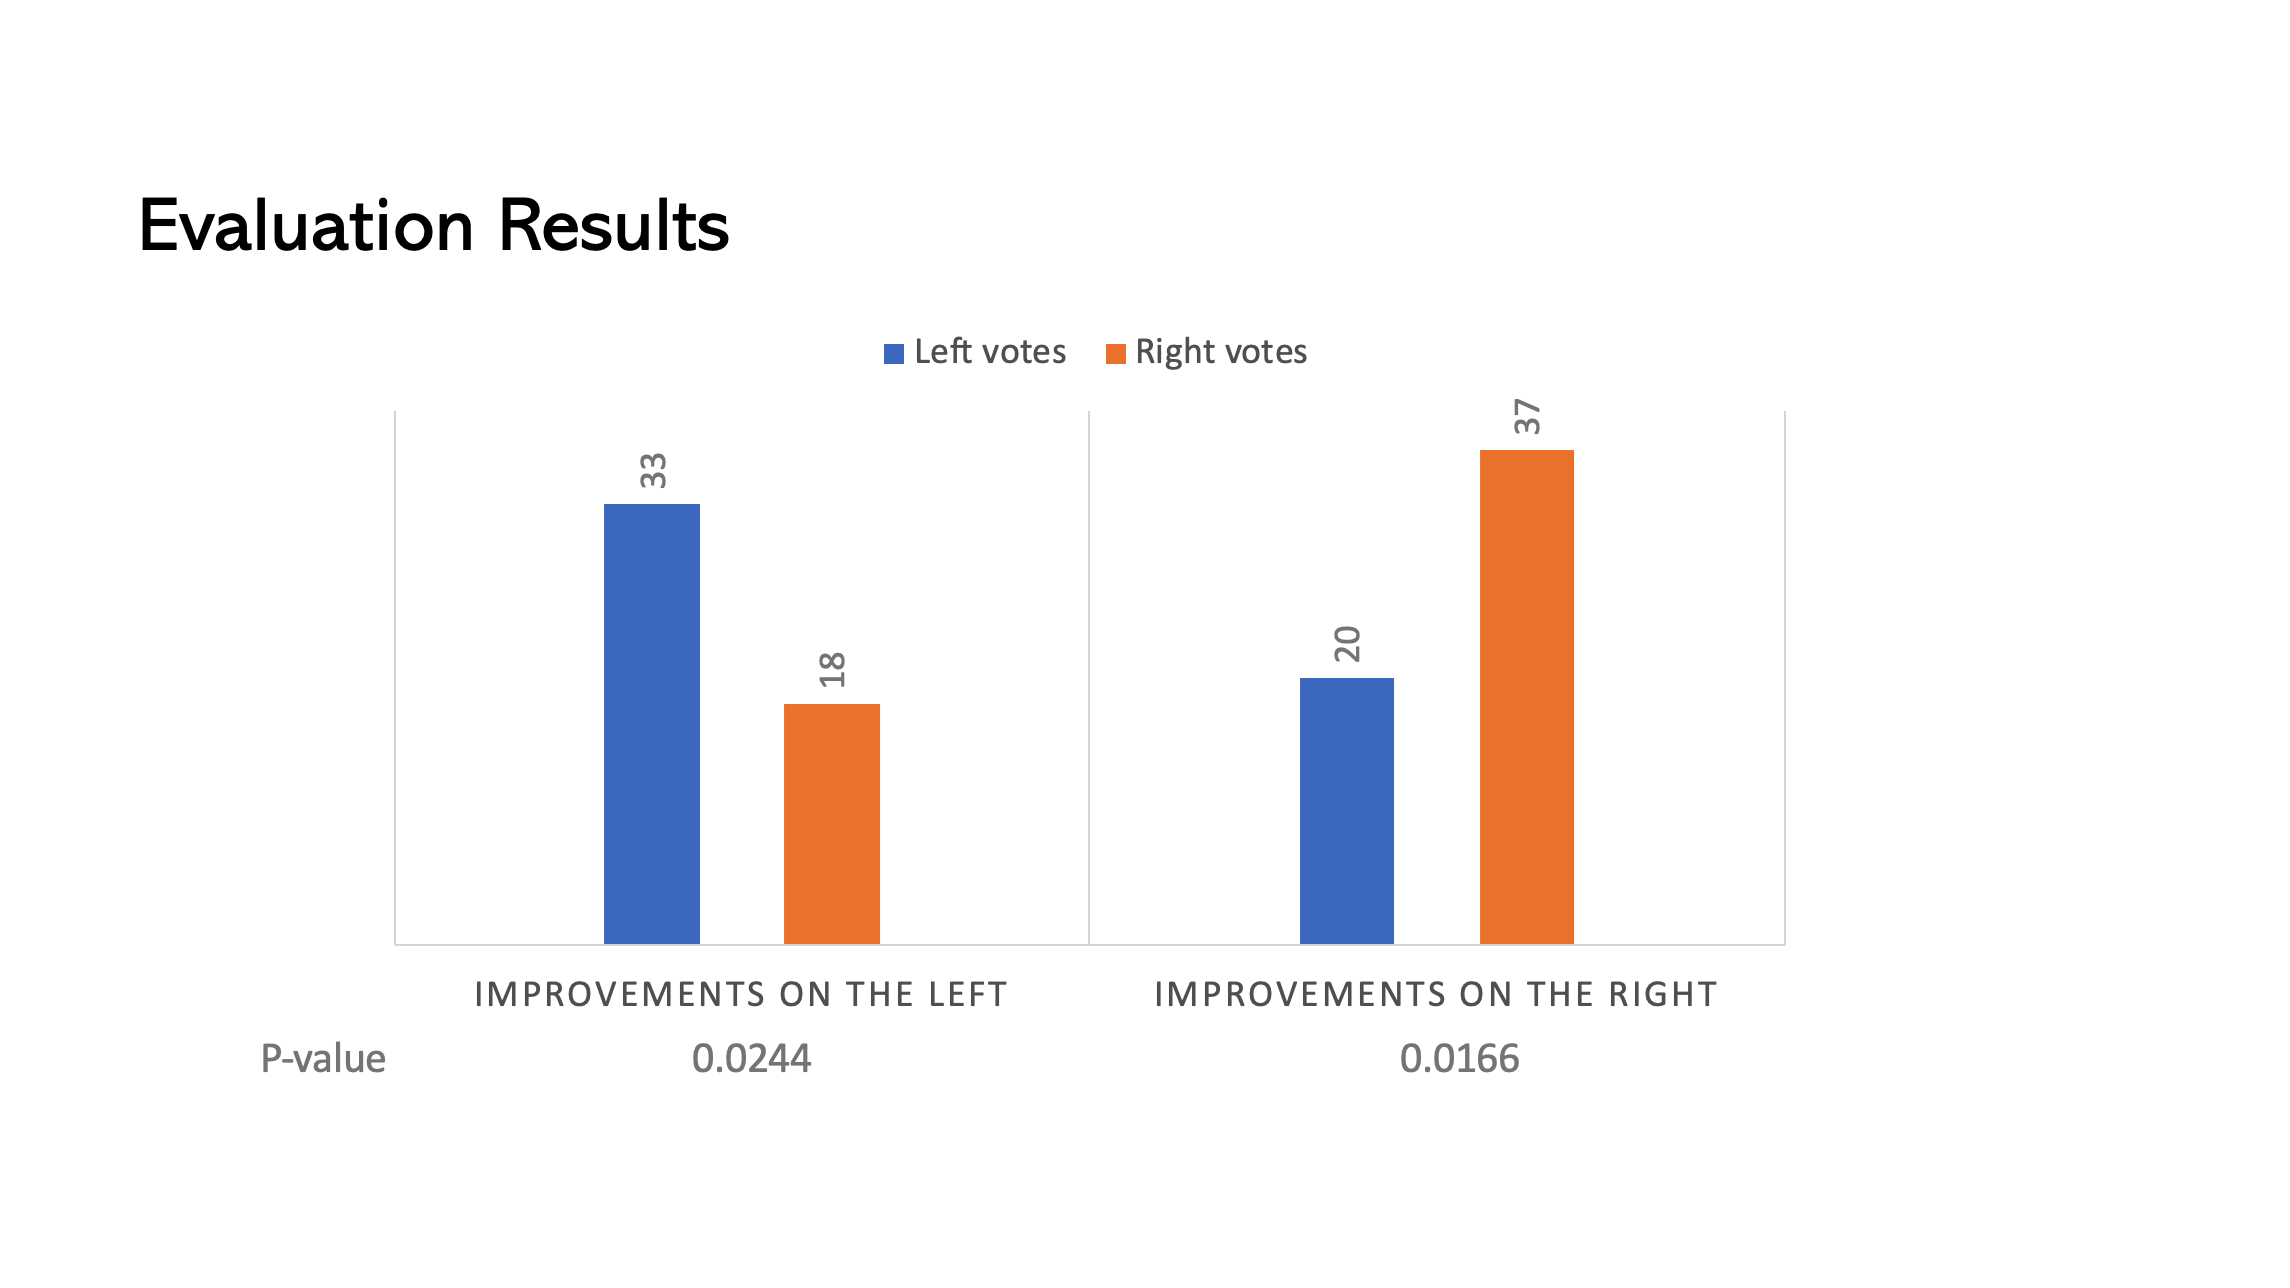 Evaluation Results
Left votes Right votes
33
18
20
37
IMPROVEMENTS ON THE LEFT IMPROVEMENTS ON THE RIGHT
P-value 0.0244 0.0166